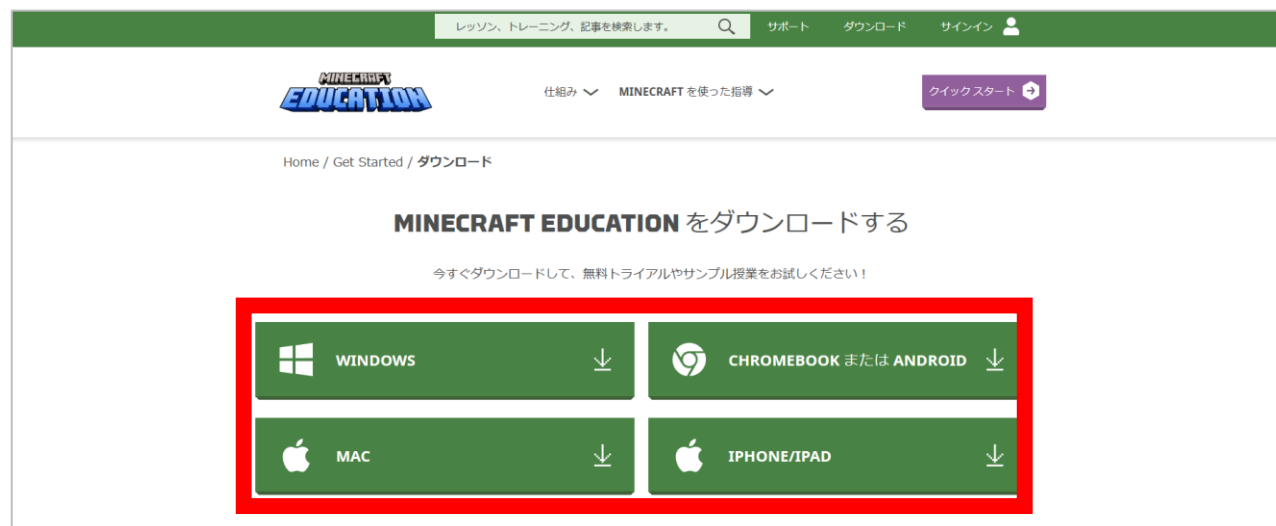 レッソン、トレーニング、記事を検索します。 サポート ダウンロード サインイン
MINECRAFT
EDUCATION
仕組み MINECRAFT を使った指導
クイック スタート
Home / Get Started / ダウンロード
MINECRAFT EDUCATION をダウンロードする
今すぐダウンロードして、無料トライアルやサンプル授業をお試しください！
WINDOWS
CHROMEBOOK または ANDROID
MAC
IPHONE/IPAD